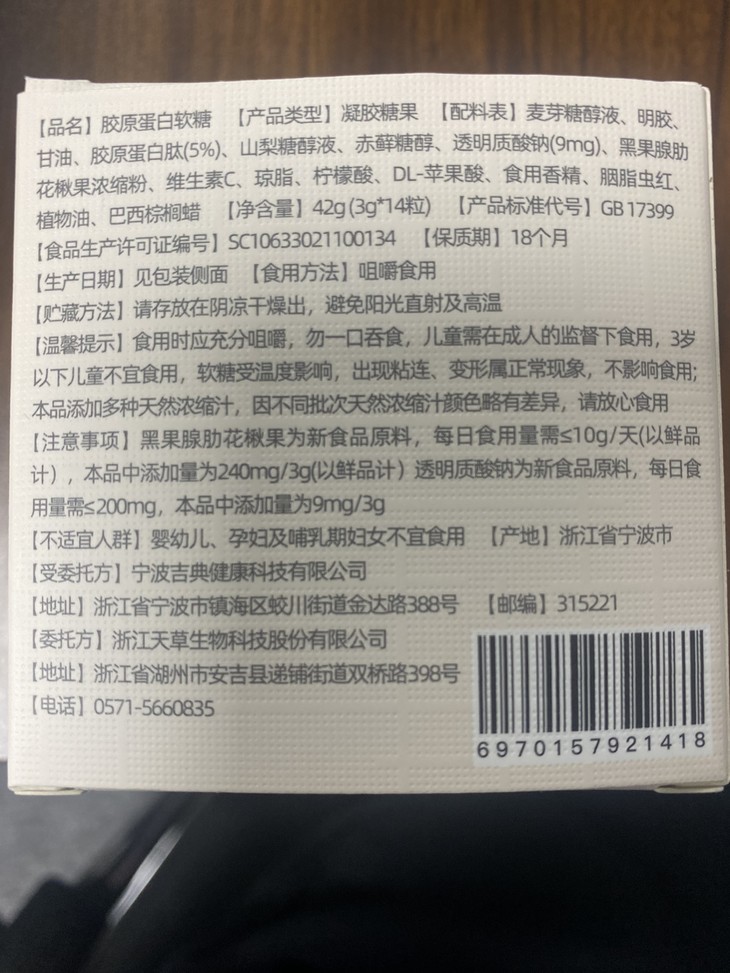 【品名】胶原蛋白软糖 【产品类型】凝胶糖果 【配料表】麦芽糖醇液、明胶、
甘油、胶原蛋白肽(5%)、山梨糖醇液、赤藓糖醇、透明质酸钠(9mg)、黑果腺肋
花楸果浓缩粉、维生素C、琼脂、柠檬酸、DL-苹果酸、食用香精、胭脂虫红、
植物油、巴西棕榈蜡 【净含量】42g(3g*14粒) 【产品标准代号】GB 17399
【食品生产许可证编号】SC10633021100134 【保质期】18个月
【生产日期】见包装侧面 【食用方法】咀嚼食用
【贮藏方法】请存放在阴凉干燥出，避免阳光直射及高温
【温馨提示】食用时应充分咀嚼，勿一口吞食，儿童需在成人的监督下食用，3岁
以下儿童不宜食用，软糖受温度影响，出现粘连、变形属正常现象，不影响食用;
本品添加多种天然浓缩汁，因不同批次天然浓缩汁颜色略有差异，请放心食用
【注意事项】黑果腺肋花楸果为新食品原料，每日食用量需≤10g/天(以鲜品
计），本品中添加量为240mg/3g(以鲜品计）透明质酸钠为新食品原料，每日食
用量需≤200mg，本品中添加量为9mg/3g
【不适宜人群】婴幼儿、孕妇及哺乳期妇女不宜食用 【产地】浙江省宁波市
【受委托方】宁波吉典健康科技有限公司
【地址】浙江省宁波市镇海区蛟川街道金达路388号 【邮编】315221
【委托方】浙江天草生物科技股份有限公司
【地址】浙江省湖州市安吉县递铺街道双桥路398号
【电话】0571-5660835
6970157921418